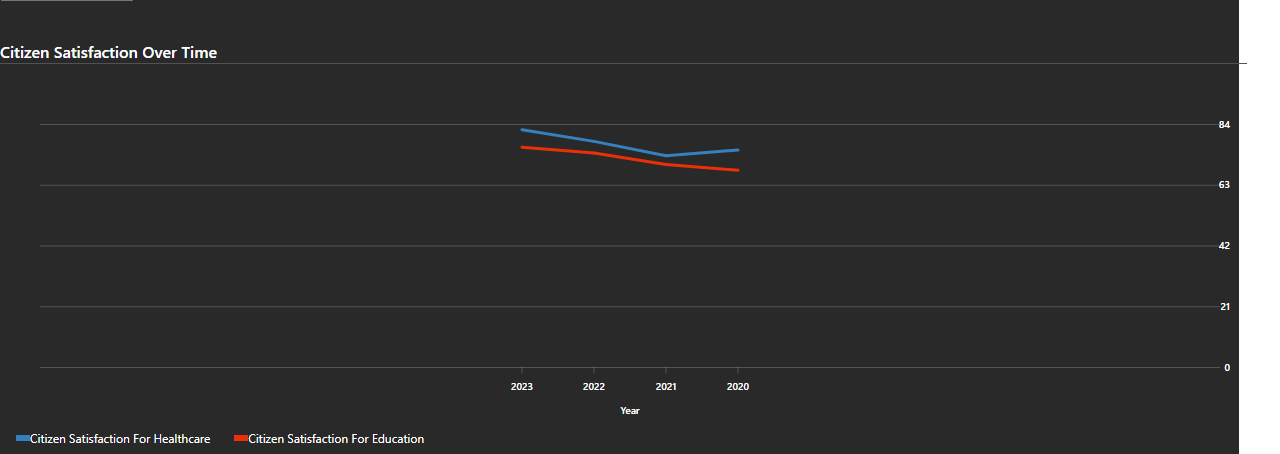 Citizen Satisfaction Over Time
84
63
42
21
0
2023 2022 2021 2020
Year
Citizen Satisfaction For Healthcare Citizen Satisfaction For Education